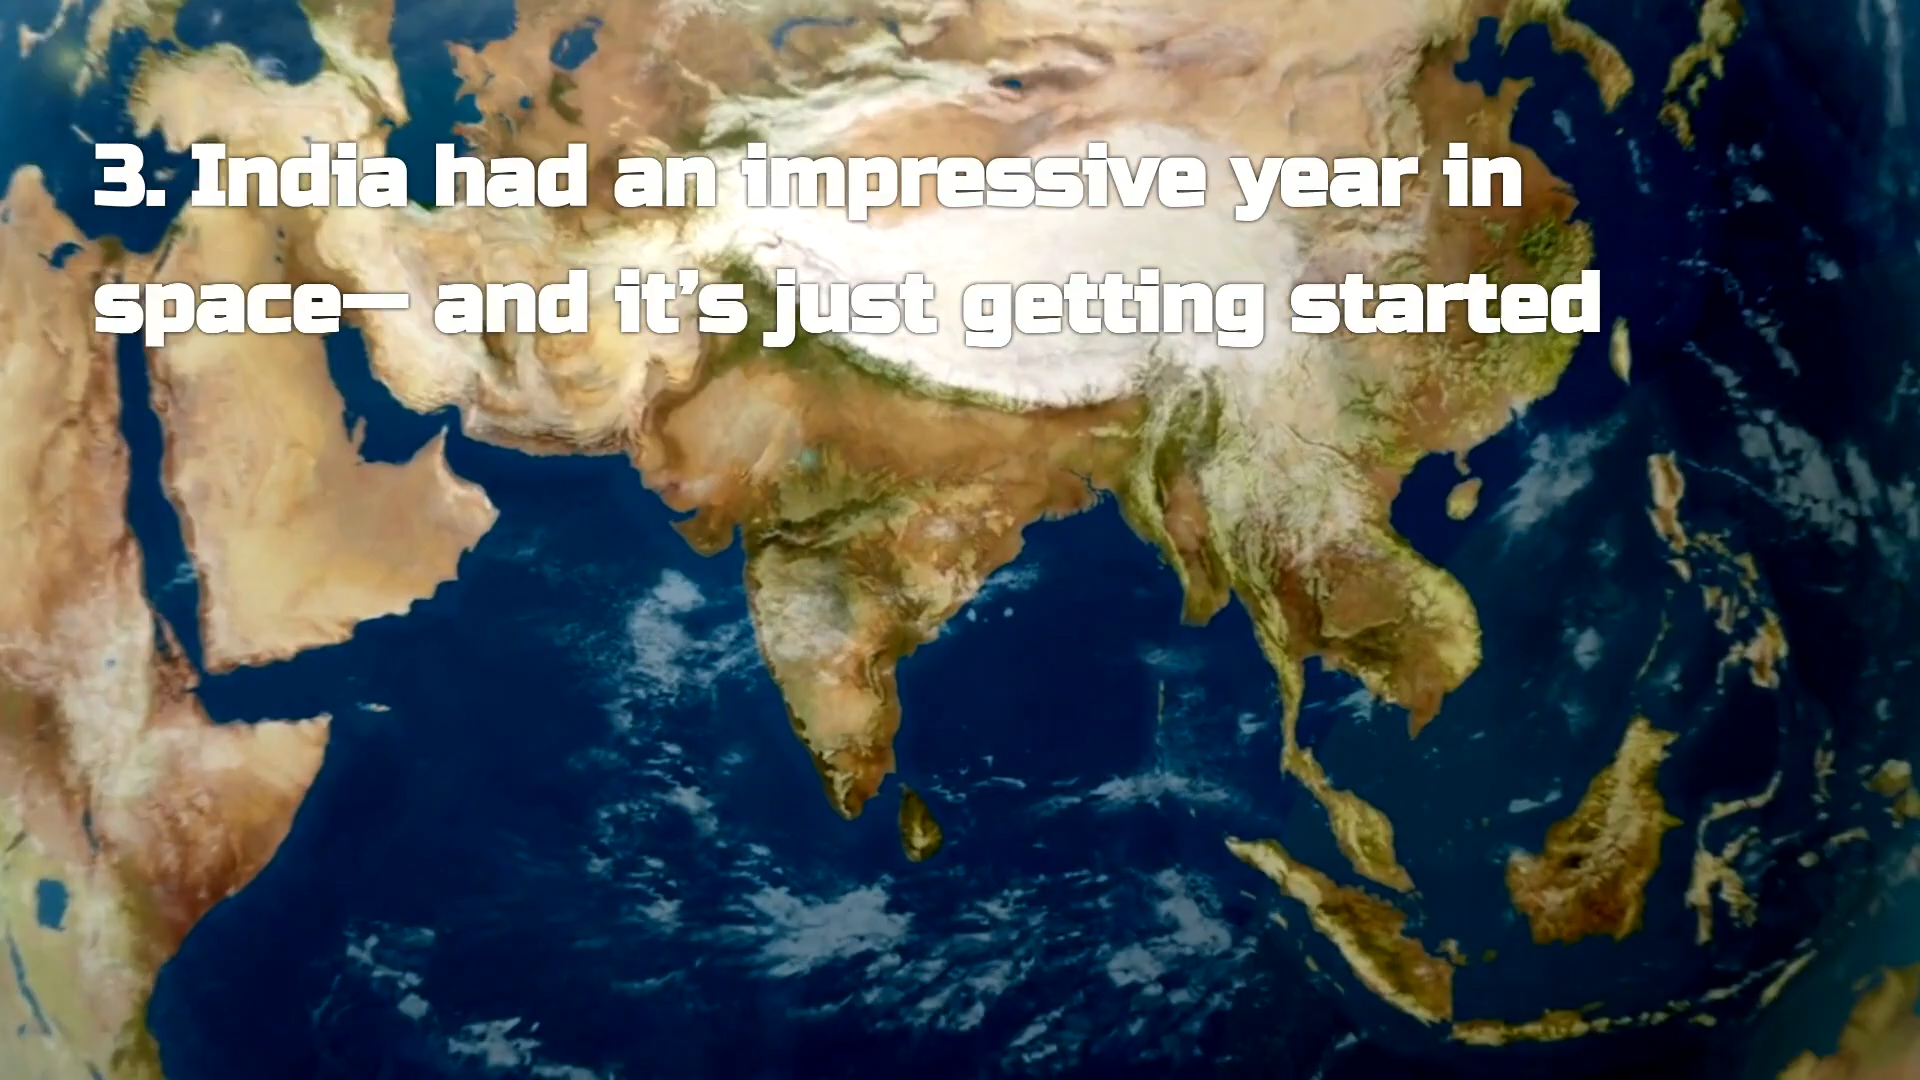 3. India had an impressive year in
space— and it’s just getting started